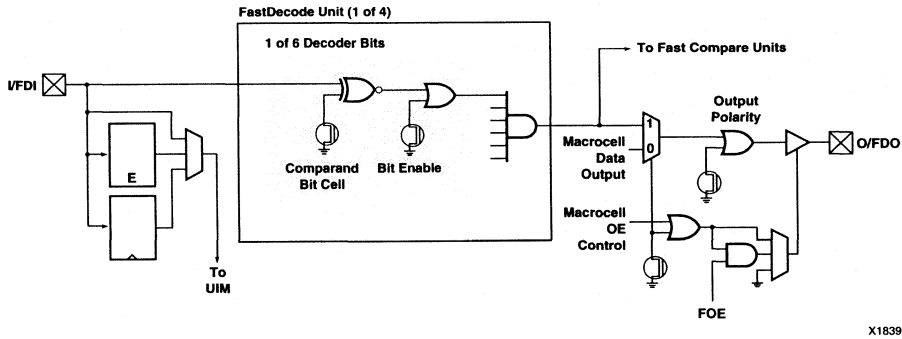 FastDecode Unit (1 of 4)
1 of 6 Decoder Bits
To Fast Compare Units
I/FDI
Output
Polarity
1
0
Macrocell
Data
Output
O/FDO
E
Comparand
Bit Cell
Bit Enable
Macrocell
OE
Control
To
UIM
FOE
X1839